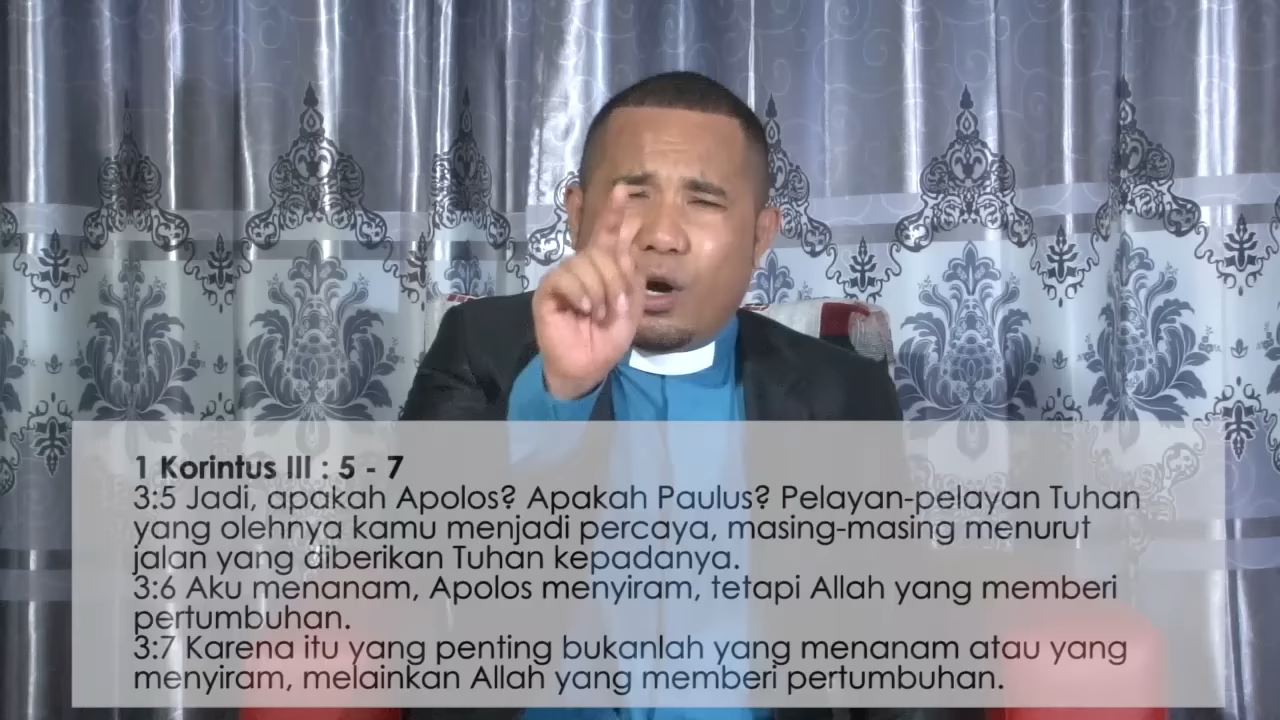 1 Korintus III : 5 - 7
3:5 Jadi, apakah Apolos? Apakah Paulus? Pelayan-pelayan Tuhan
yang olehnya kamu menjadi percaya, masing-masing menurut
jalan yang diberikan Tuhan kepadanya.
3:6 Aku menanam, Apolos menyiram, tetapi Allah yang memberi
pertumbuhan.
3:7 Karena itu yang penting bukanlah yang menanam atau yang
menyiram, melainkan Allah yang memberi pertumbuhan.